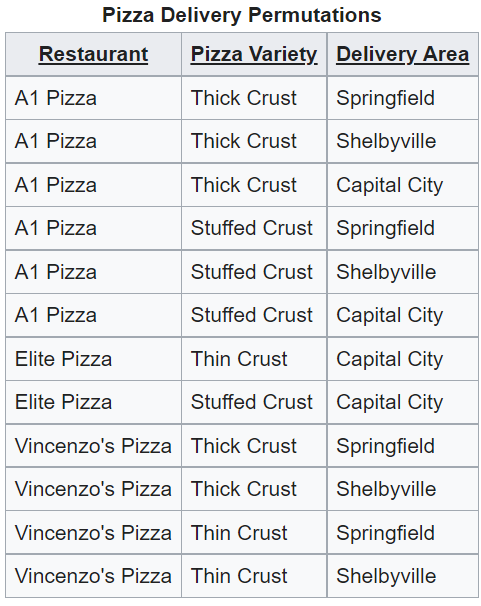 Pizza Delivery Permutations
Restaurant Pizza Variety Delivery Area
A1 Pizza Thick Crust Springfield
A1 Pizza Thick Crust Shelbyville
A1 Pizza Thick Crust Capital City
A1 Pizza Stuffed Crust Springfield
A1 Pizza Stuffed Crust Shelbyville
A1 Pizza Stuffed Crust Capital City
Elite Pizza Thin Crust Capital City
Elite Pizza Stuffed Crust Capital City
Vincenzo's Pizza Thick Crust Springfield
Vincenzo's Pizza Thick Crust Shelbyville
Vincenzo's Pizza Thin Crust Springfield
Vincenzo's Pizza Thin Crust Shelbyville